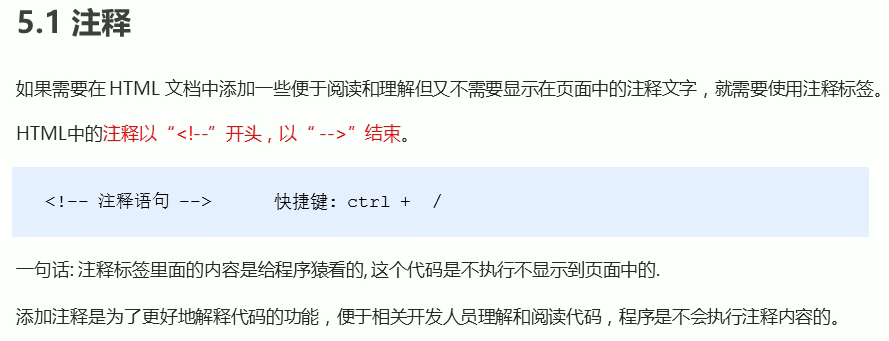 5.1 注释
如果需要在 HTML 文档中添加一些便于阅读和理解但又不需要显示在页面中的注释文字，就需要使用注释标签。
HTML中的注释以“<!--”开头，以“ -->”结束。
<!-- 注释语句 --> 快捷键: ctrl + /
一句话: 注释标签里面的内容是给程序猿看的, 这个代码是不执行不显示到页面中的.
添加注释是为了更好地解释代码的功能，便于相关开发人员理解和阅读代码，程序是不会执行注释内容的。